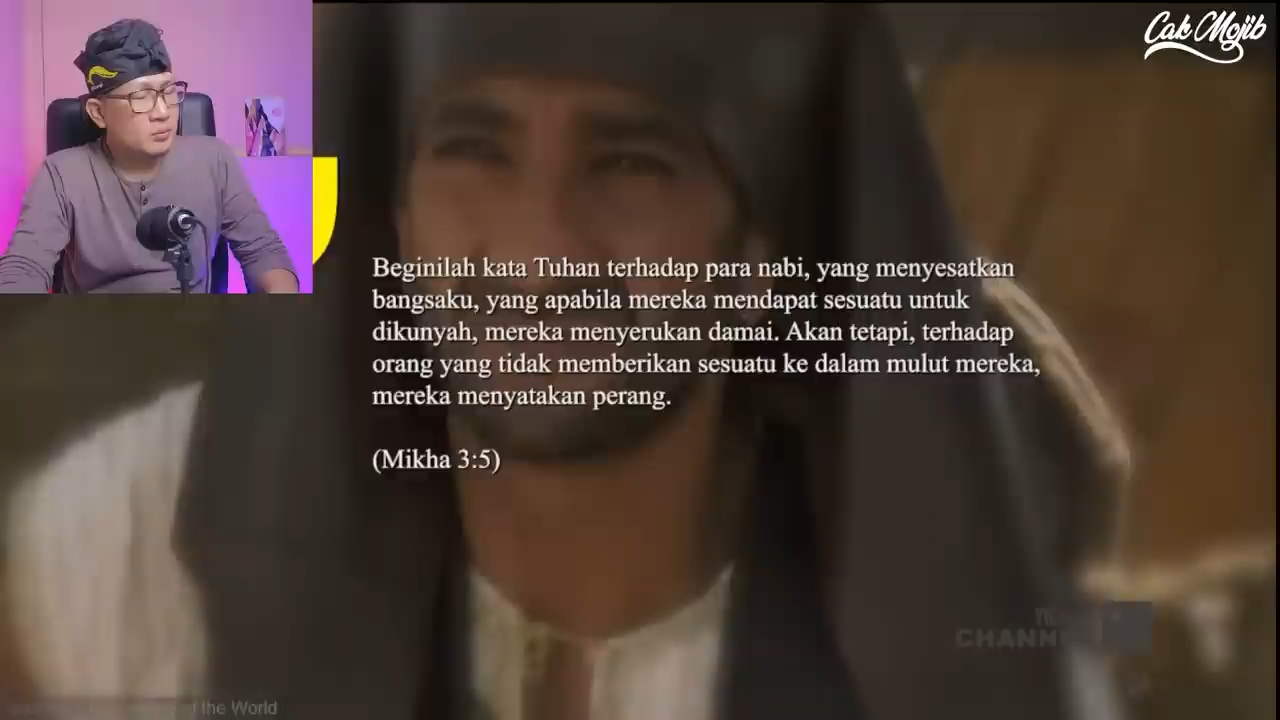 Cak Mojib
Beginilah kata Tuhan terhadap para nabi, yang menyesatkan
bangsaku, yang apabila mereka mendapat sesuatu untuk
dikunyah, mereka menyerukan damai. Akan tetapi, terhadap
orang yang tidak memberikan sesuatu ke dalam mulut mereka,
mereka menyatakan perang.
(Mikha 3:5)
of the World